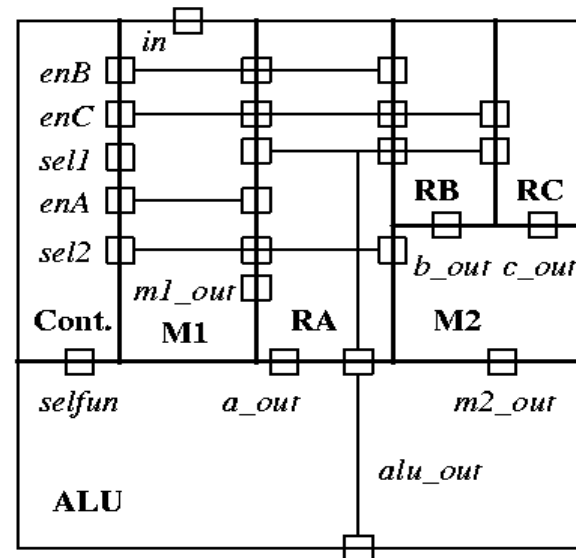 in
enB
enC
sel1
enA
RB
RC
sel2
b_out
c_out
m1_out
Cont.
M1
RA
M2
selfun
a_out
m2_out
alu_out
ALU